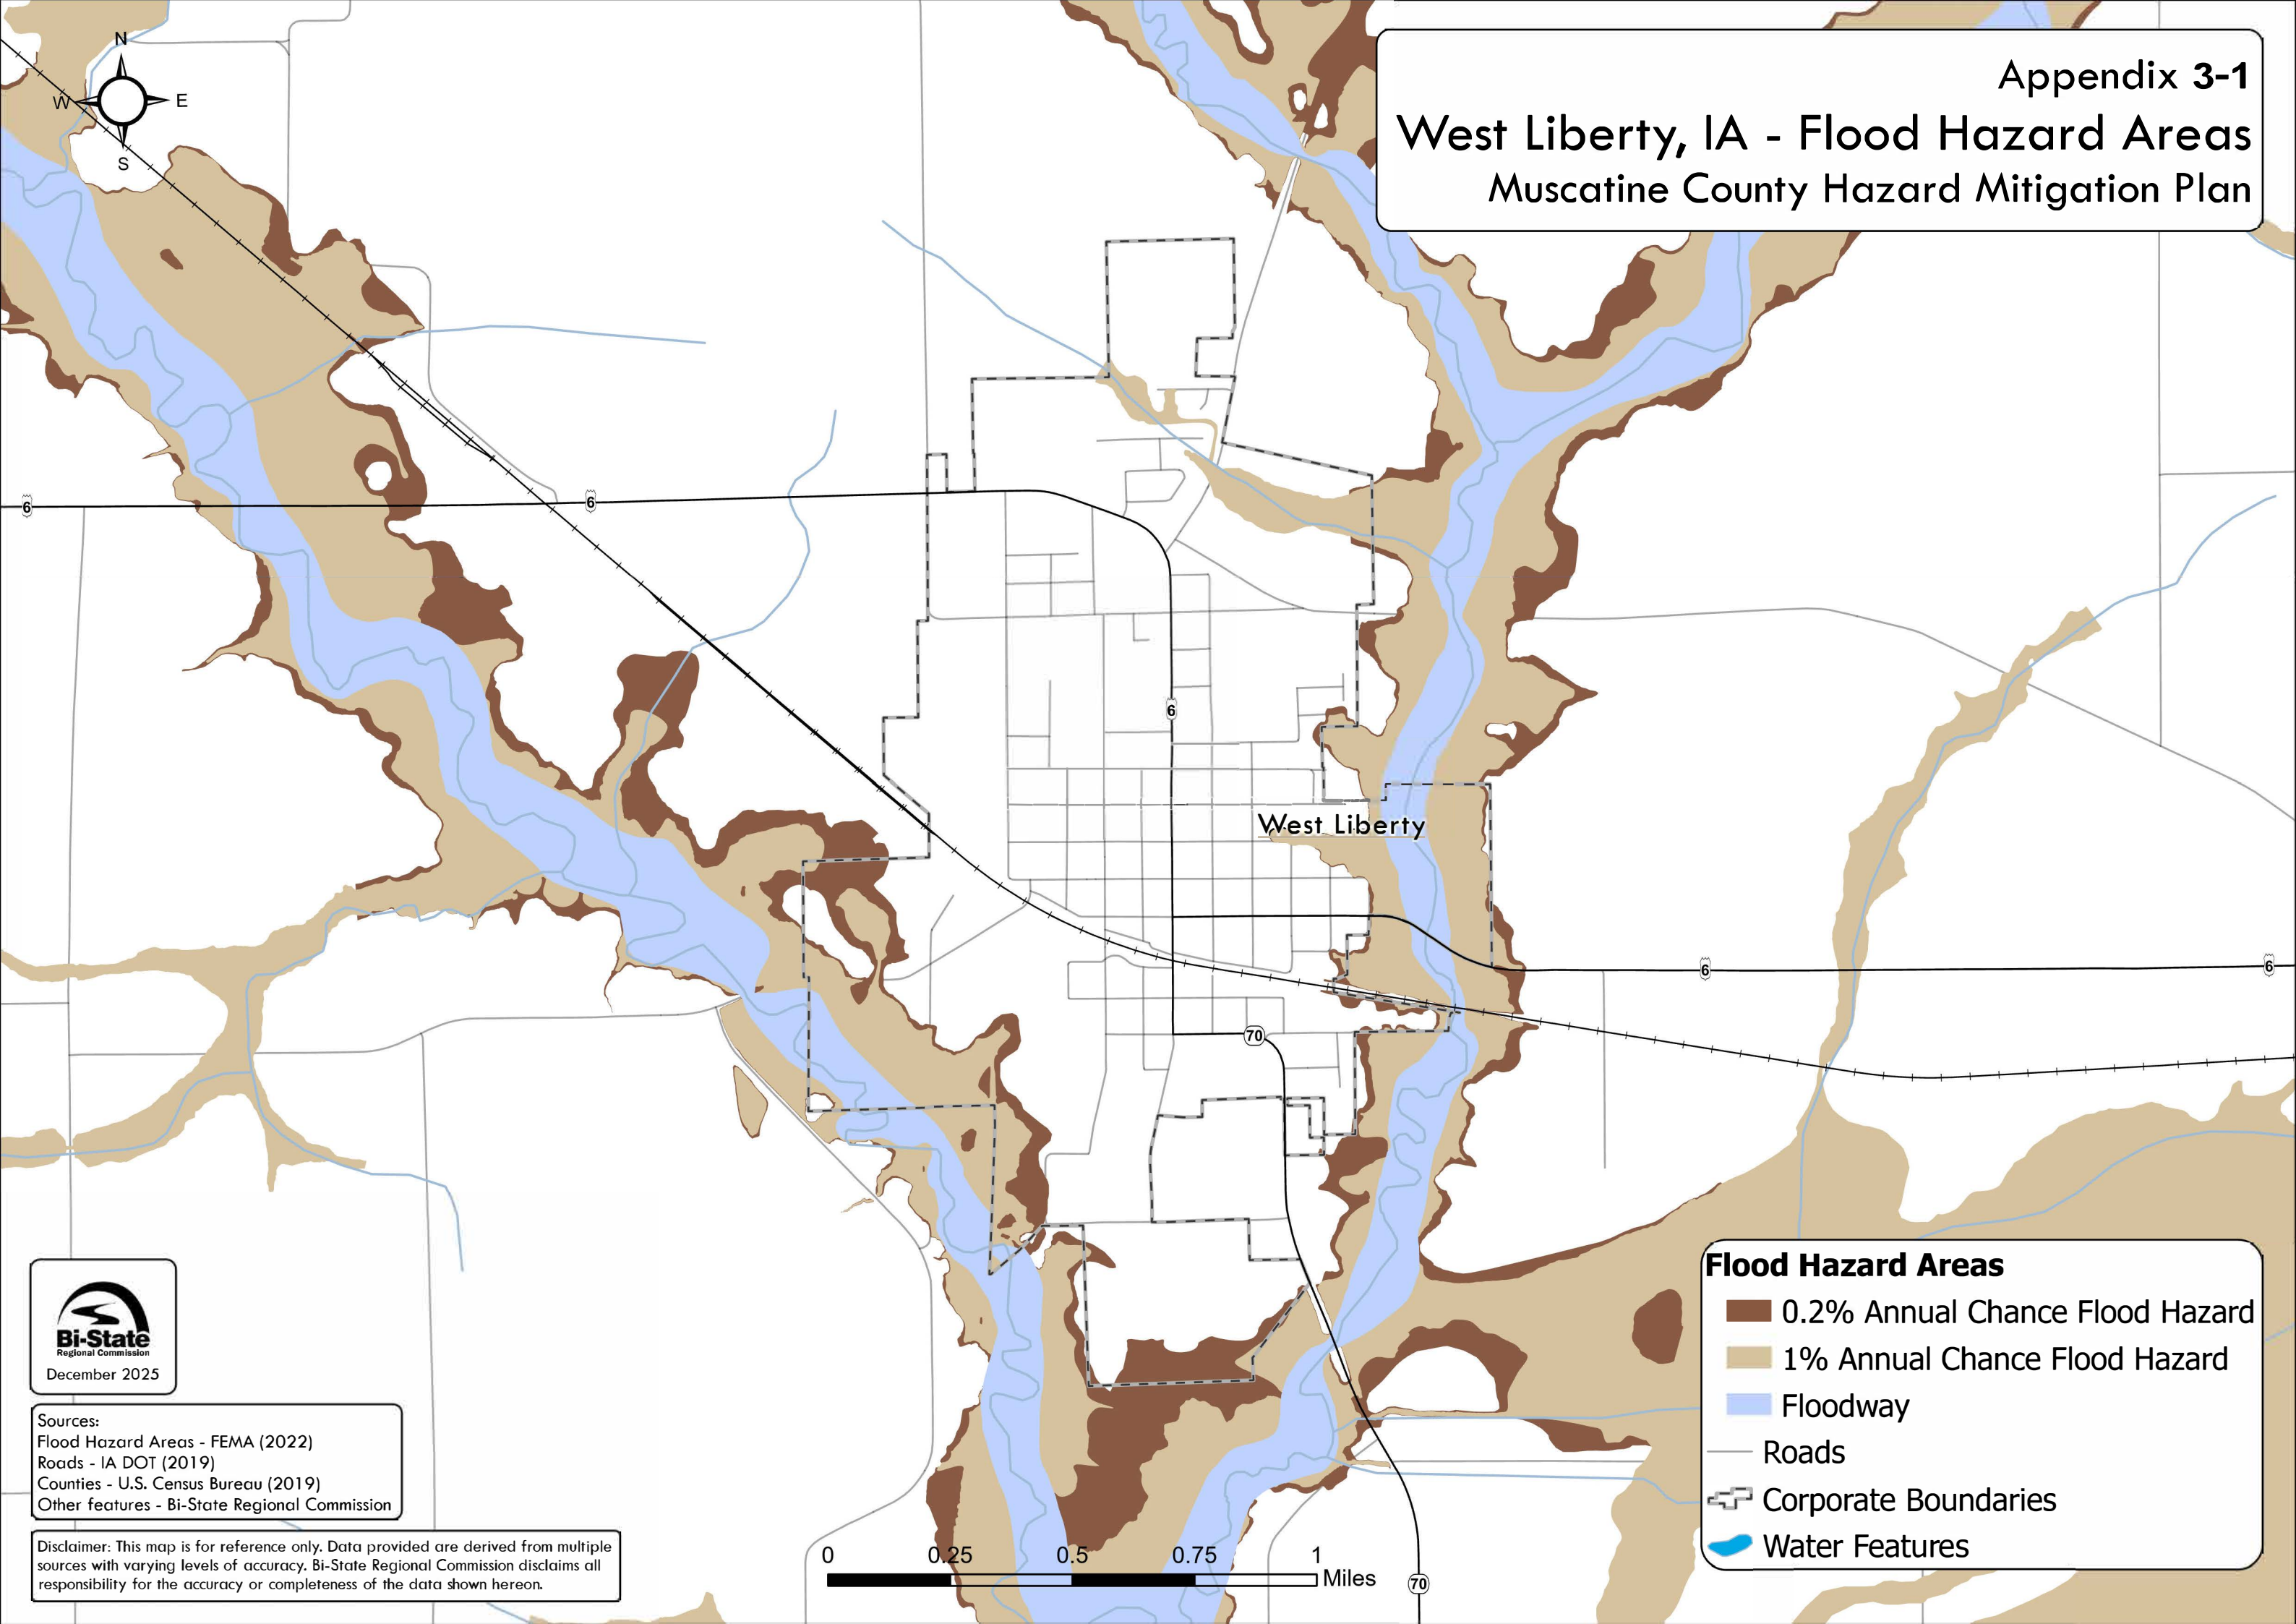 Appendix 3-1
West Liberty, IA - Flood Hazard Areas
Muscatine County Hazard Mitigation Plan
N
W
E
S
6
6
6
West Liberty
6
6
70
Bi-State
Regional Commission
December 2025
Sources:
Flood Hazard Areas - FEMA (2022)
Roads - IA DOT (2019)
Counties - U.S. Census Bureau (2019)
Other features - Bi-State Regional Commission
Disclaimer: This map is for reference only. Data provided are derived from multiple
sources with varying levels of accuracy. Bi-State Regional Commission disclaims all
responsibility for the accuracy or completeness of the data shown hereon.
0 0.25 0.5 0.75 1
Miles
70
Flood Hazard Areas
0.2% Annual Chance Flood Hazard
1% Annual Chance Flood Hazard
Floodway
Roads
Corporate Boundaries
Water Features